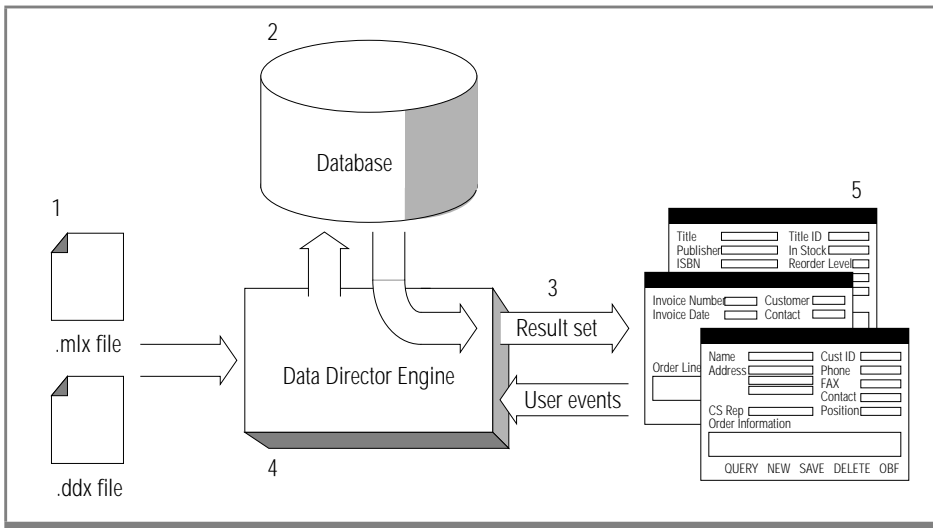 2
Database
1
.mlx file
.ddx file
Data Director Engine
4
3
Result set
User events
5
Title Title ID
Publisher In Stock
ISBN Reorder Level
Invoice Number Customer
Invoice Date Contact
Order Line
Name Cust ID
Address Phone
FAX
Contact
CS Rep Position
Order Information
QUERY NEW SAVE DELETE OBF